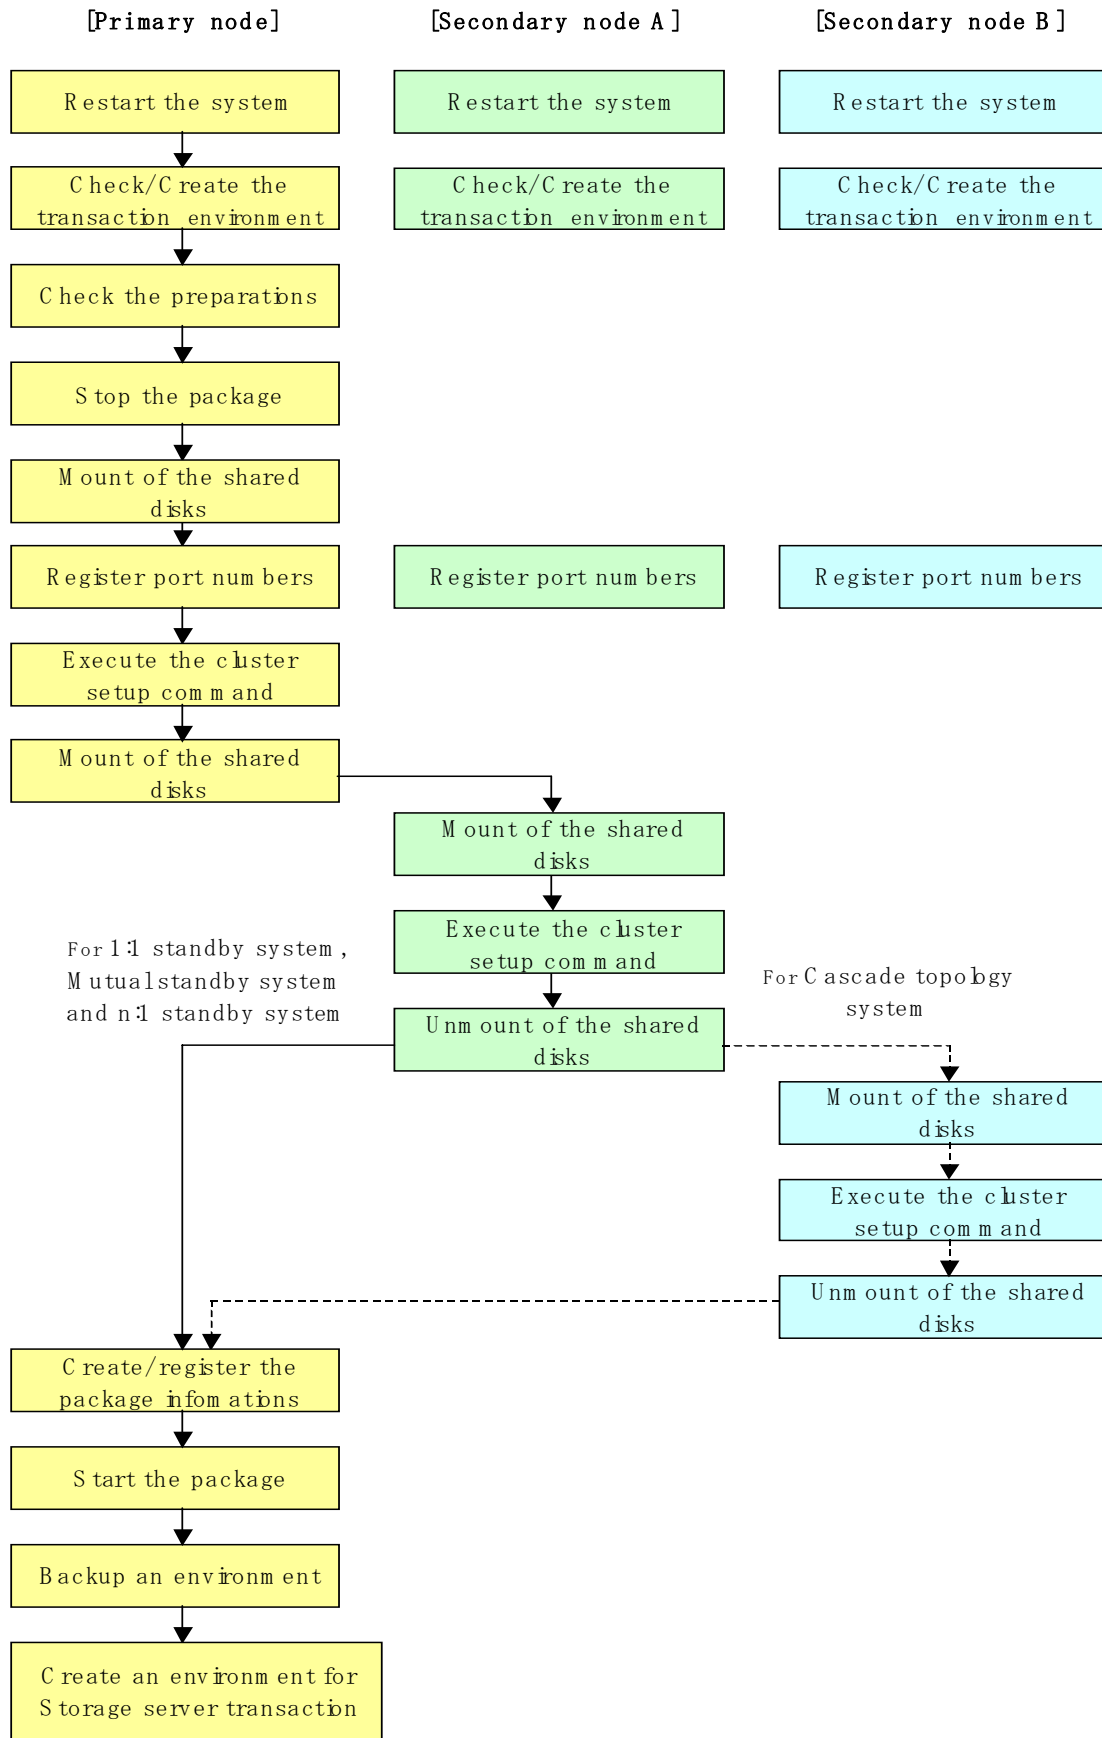 [Primary node]
[Secondary node A]
[Secondary node B]
Restart the system
Restart the system
Restart the system
Check/Create the
transaction environment
Check/Create the
transaction environment
Check/Create the
transaction environment
Check the preparations
Stop the package
Mount of the shared
disks
Register port numbers
Register port numbers
Register port numbers
Execute the cluster
setup command
Mount of the shared
disks
Mount of the shared
disks
Execute the cluster
setup command
For 1:1 standby system,
Mutual standby system
and n:1 standby system
For Cascade topology
system
Unmount of the shared
disks
Mount of the shared
disks
Execute the cluster
setup command
Unmount of the shared
disks
Create/register the
package infomations
Start the package
Backup an environment
Create an environment for
Storage server transaction